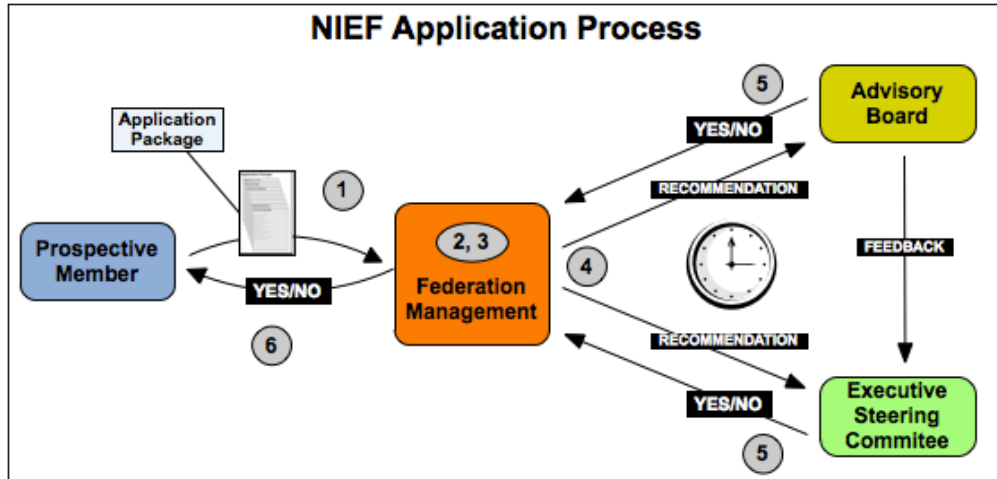 NIEF Application Process
Application
Package
1
Prospective
Member
YES/NO
6
2, 3
Federation
Management
4
5
YES/NO
RECOMMENDATION
Advisory
Board
FEEDBACK
RECOMMENDATION
YES/NO
5
Executive
Steering
Commitee